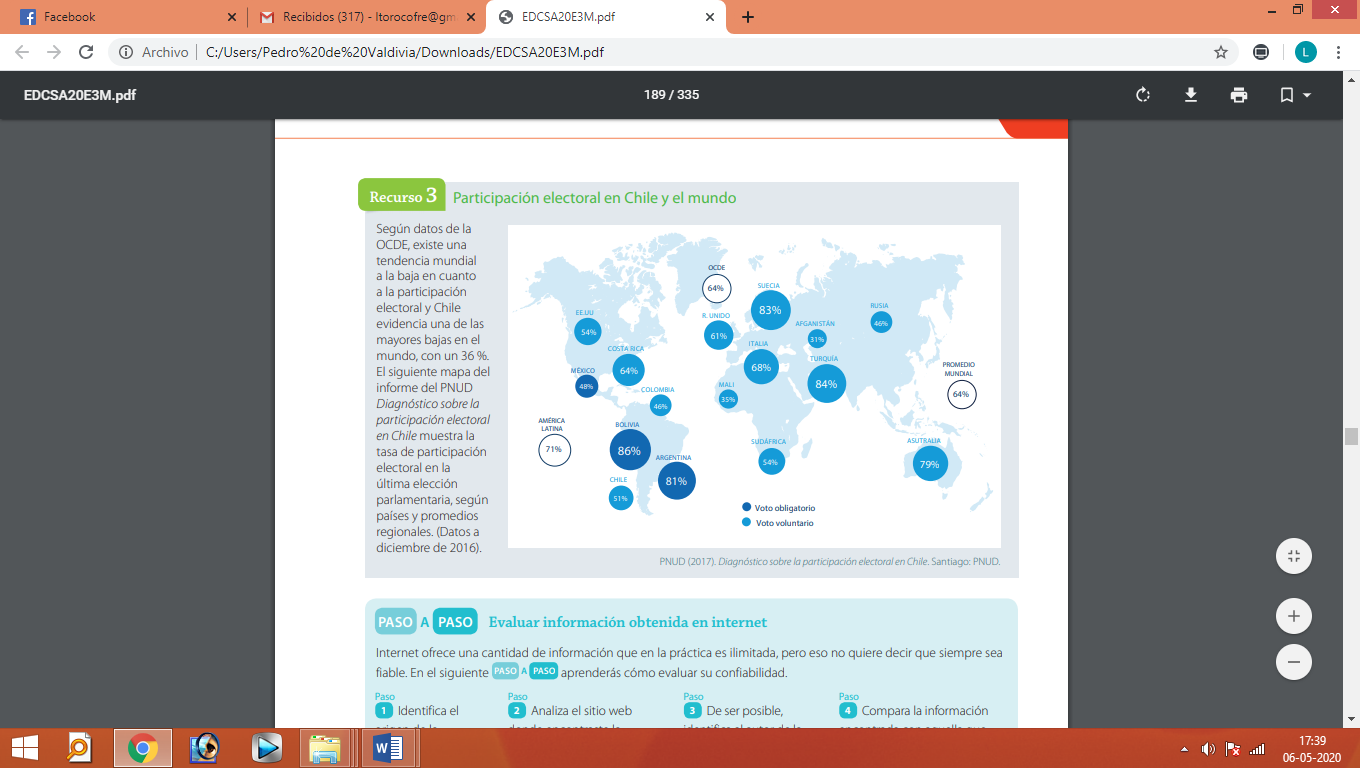 Facebook
Recibidos (317) - ltorocofre@gm
EDCSA20E3M.pdf
Archivo
C:/Users/Pedro%20de%20Valdivia/Downloads/EDCSA20E3M.pdf
L
EDCSA20E3M.pdf
189 / 335
Recurso 3 Participación electoral en Chile y el mundo
Según datos de la
OCDE, existe una
tendencia mundial
a la baja en cuanto
a la participación
electoral y Chile
evidencia una de las
mayores bajas en el
mundo, con un 36 %.
El siguiente mapa del
informe del PNUD
Diagnóstico sobre la
participación electoral
en Chile muestra la
tasa de participación
electoral en la
última elección
parlamentaria, según
países y promedios
regionales. (Datos a
diciembre de 2016).
OCDE
64%
SUECIA
83%
RUSIA
46%
EE.UU
54%
R. UNIDO
61%
AFGANISTÁN
31%
COSTA RICA
64%
ITALIA
68%
TURQUÍA
84%
PROMEDIO
MUNDIAL
64%
MÉXICO
48%
COLOMBIA
46%
MALI
35%
AMÉRICA
LATINA
71%
BOLIVIA
86%
ARGENTINA
81%
SUDÁFRICA
54%
ASUTRALIA
79%
CHILE
51%
Voto obligatorio
Voto voluntario
PNUD (2017). Diagnóstico sobre la participación electoral en Chile. Santiago: PNUD.
PASO A PASO Evaluar información obtenida en internet
Internet ofrece una cantidad de información que en la práctica es ilimitada, pero eso no quiere decir que siempre sea
fiable. En el siguiente PASO A PASO aprenderás cómo evaluar su confiabilidad.
Paso
1 Identifica el
Paso
2 Analiza el sitio web
Paso
3 De ser posible,
Paso
4 Compara la información
17:39
06-05-2020